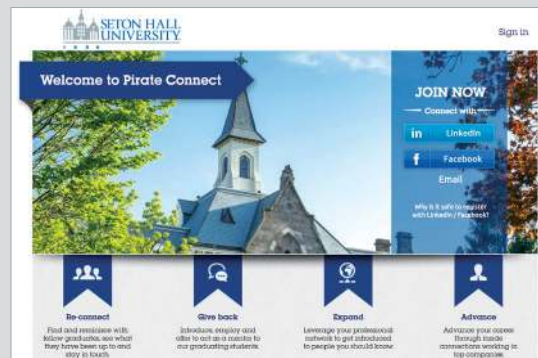 SETON HALL
UNIVERSITY
1856
Sign in
Welcome to Pirate Connect
JOIN NOW
Connect with
in LinkedIn
f Facebook
Email
Why is it safe to register
with LinkedIn / Facebook?
Re-connect
Find and reminisce with
fellow graduates, see what
they have been up to and
stay in touch.
Give back
Introduce, employ and
offer to act as a mentor to
our graduating students.
Expand
Leverage your professional
network to get introduced
to people you should know.
Advance
Advance your career
through inside
connections working in
top companies.